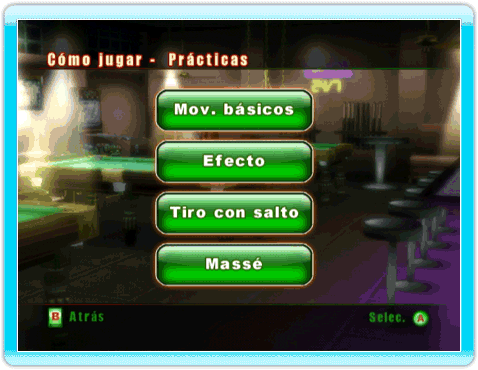 Cómo jugar - Prácticas
Mov. básicos
Efecto
Tiro con salto
Massé
B Atrás
Selec. A